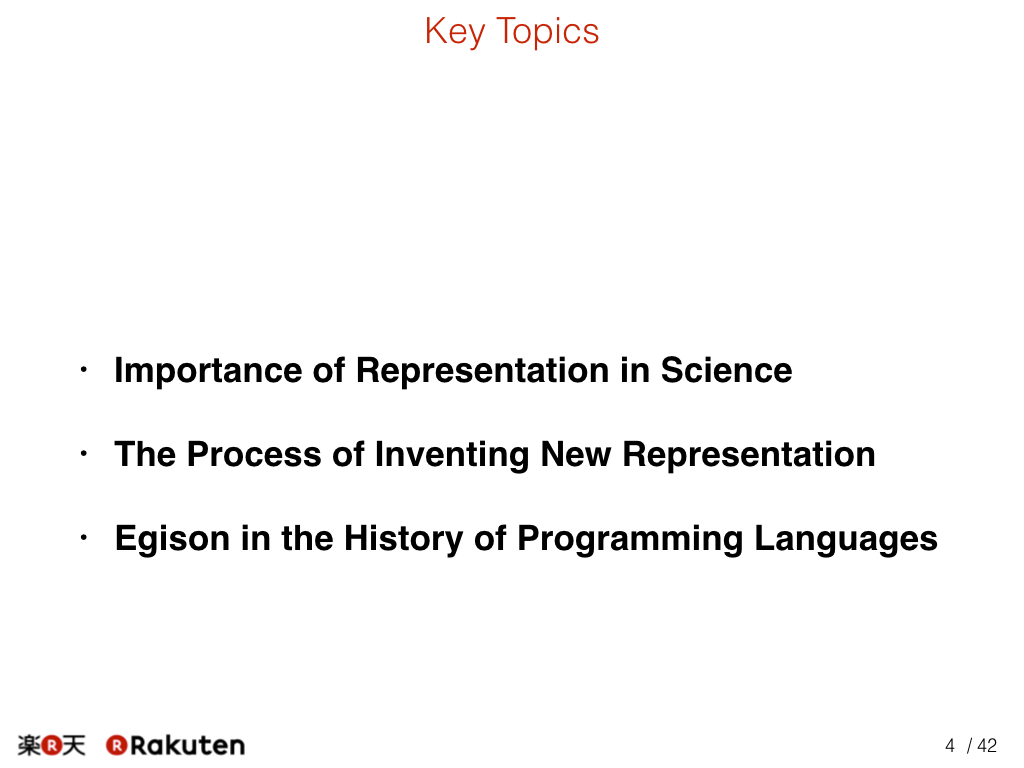 Key Topics
· Importance of Representation in Science
· The Process of Inventing New Representation
· Egison in the History of Programming Languages
楽R天 R Rakuten
4 / 42